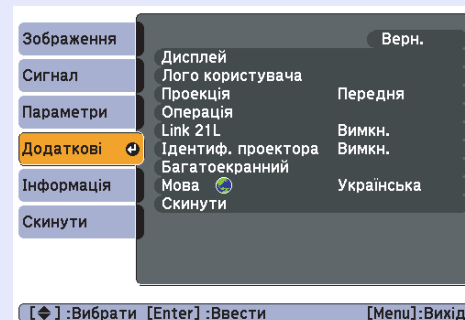 Зображення
Сигнал
Параметри
Додаткові
Інформація
Скинути
Верн.
Дисплей
Лого користувача
Проекція Передня
Операція
Link 21L Вимкн.
Ідентиф. проектора Вимкн.
Багатоекранний
Мова Українська
Скинути
[◆] :Вибрати [Enter] :Ввести [Menu]:Вихід